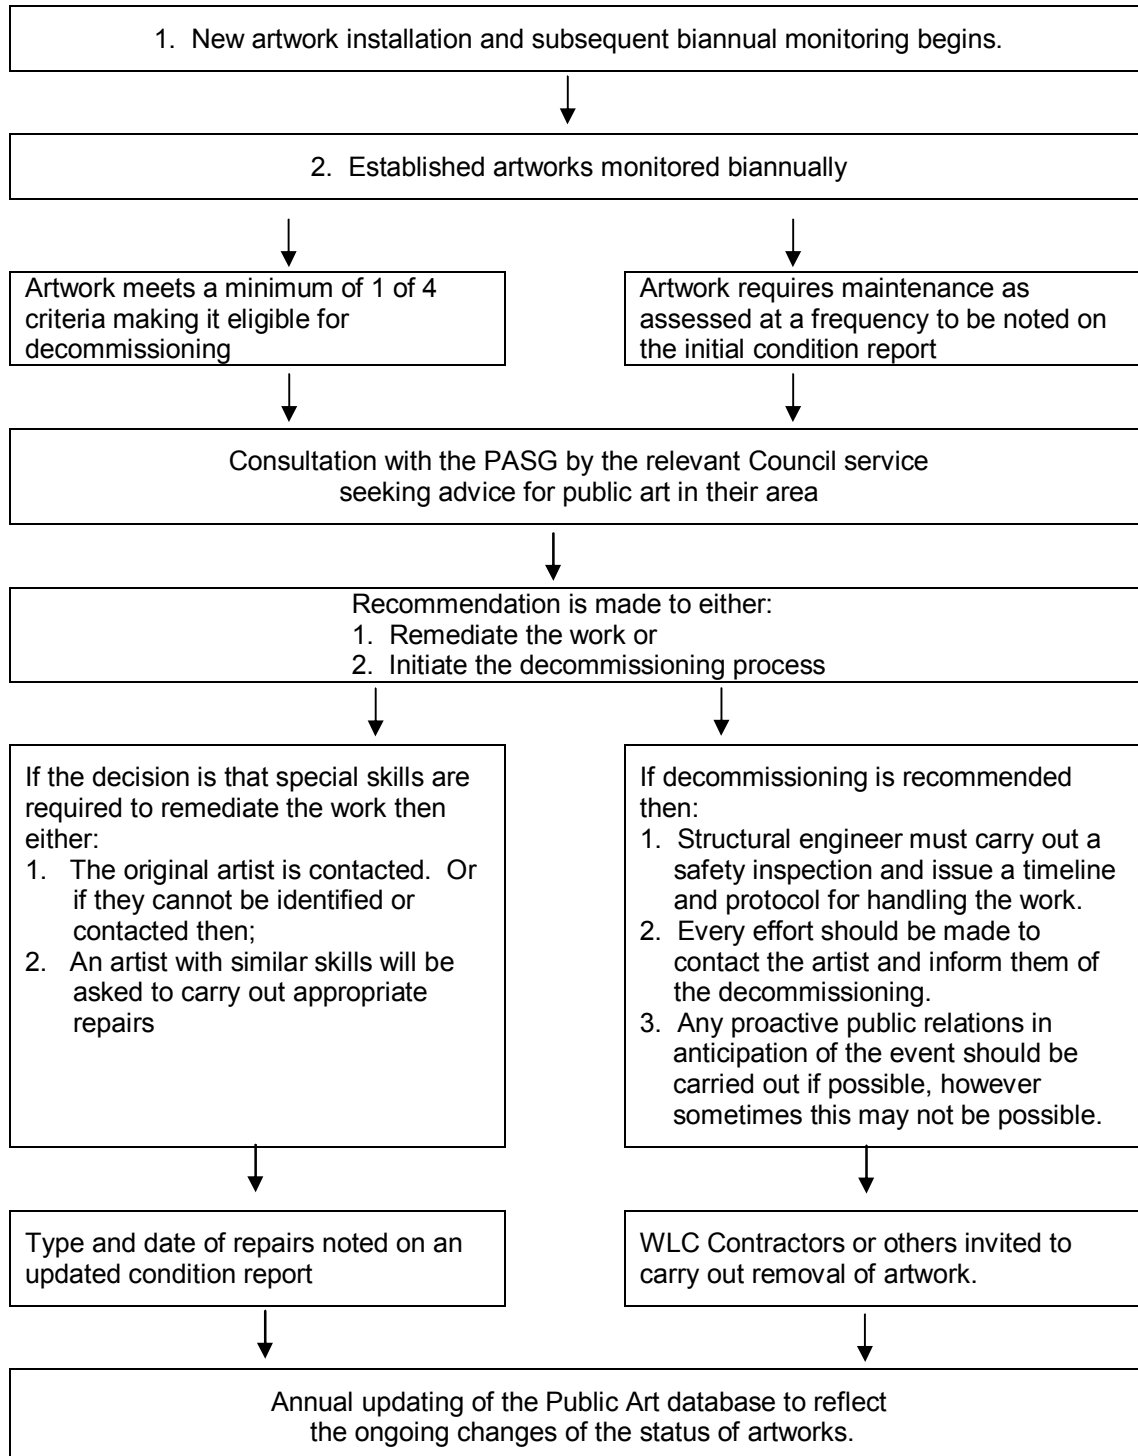 1. New artwork installation and subsequent biannual monitoring begins.
2. Established artworks monitored biannually
Artwork meets a minimum of 1 of 4
criteria making it eligible for
decommissioning
Artwork requires maintenance as
assessed at a frequency to be noted on
the initial condition report
Consultation with the PASG by the relevant Council service
seeking advice for public art in their area
Recommendation is made to either:
1. Remediate the work or
2. Initiate the decommissioning process
If the decision is that special skills are
required to remediate the work then
either:
1. The original artist is contacted. Or
if they cannot be identified or
contacted then;
2. An artist with similar skills will be
asked to carry out appropriate
repairs
If decommissioning is recommended
then:
1. Structural engineer must carry out a
safety inspection and issue a timeline
and protocol for handling the work.
2. Every effort should be made to
contact the artist and inform them of
the decommissioning.
3. Any proactive public relations in
anticipation of the event should be
carried out if possible, however
sometimes this may not be possible.
Type and date of repairs noted on an
updated condition report
WLC Contractors or others invited to
carry out removal of artwork.
Annual updating of the Public Art database to reflect
the ongoing changes of the status of artworks.